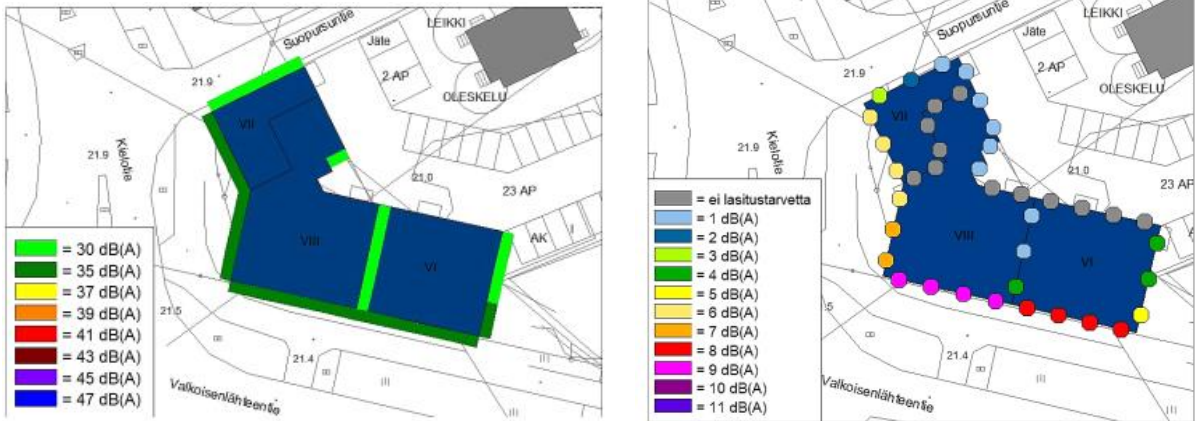 LEIKKI
Suopursuntie
Jäte
21.9
2 AP
OLESKELU
VII
Kielotie
21.9
21.0
23 AP
VIII
VI
AK
21.5
21.4
Valkoisenlähteentie
= 30 dB(A)
= 35 dB(A)
= 37 dB(A)
= 39 dB(A)
= 41 dB(A)
= 43 dB(A)
= 45 dB(A)
= 47 dB(A)
LEIKKI
Suopursuntie
Jäte
21.9
2 AP
OLESKELU
VII
Kielotie
21.9
21.0
23 AP
VIII
VI
21.4
Valkoisenlähteentie
= ei lasitustarvetta
= 1 dB(A)
= 2 dB(A)
= 3 dB(A)
= 4 dB(A)
= 5 dB(A)
= 6 dB(A)
= 7 dB(A)
= 8 dB(A)
= 9 dB(A)
= 10 dB(A)
= 11 dB(A)